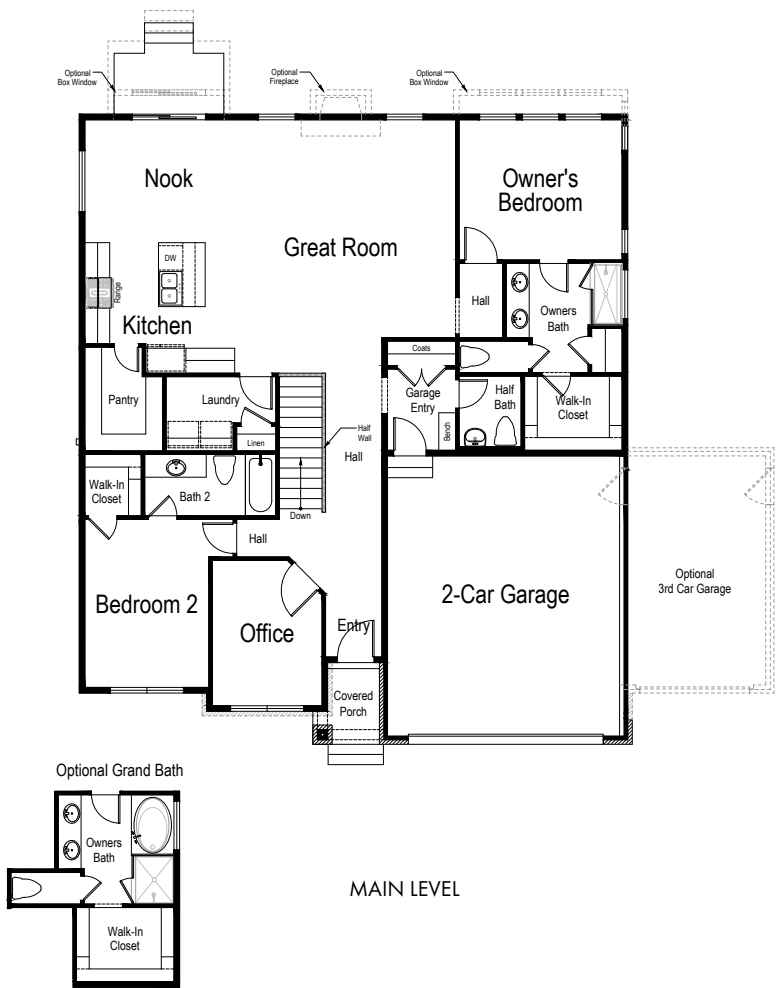 Optional
Box Window
Optional
Fireplace
Optional
Box Window
Nook
Owner's
Bedroom
Great Room
DW
Range
Hall
Owners
Bath
Kitchen
Coats
Pantry
Laundry
Garage
Entry
Half
Bath
Walk-In
Closet
Linen
Half
Wall
Bench
Hall
Walk-In
Closet
Bath 2
Down
Hall
Bedroom 2
Office
2-Car Garage
Optional
3rd Car Garage
Entry
Covered
Porch
Optional Grand Bath
Owners
Bath
Walk-In
Closet
MAIN LEVEL